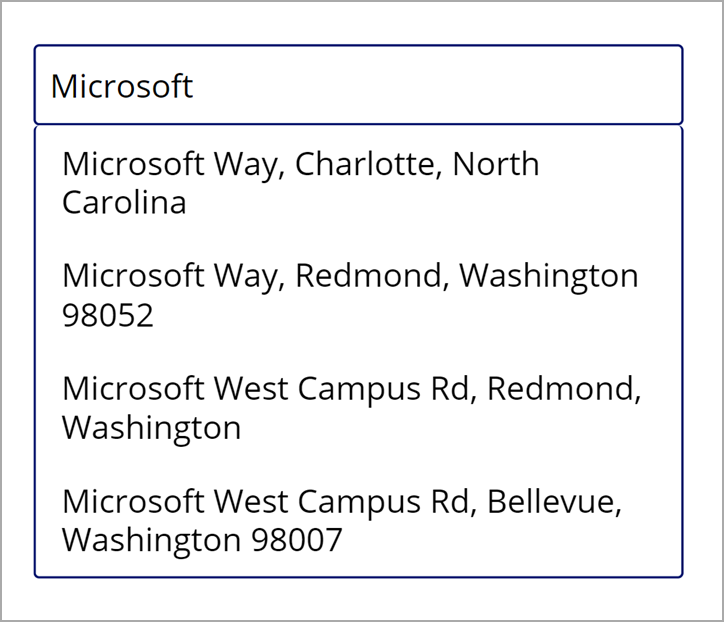 Microsoft
Microsoft Way, Charlotte, North
Carolina
Microsoft Way, Redmond, Washington
98052
Microsoft West Campus Rd, Redmond,
Washington
Microsoft West Campus Rd, Bellevue,
Washington 98007